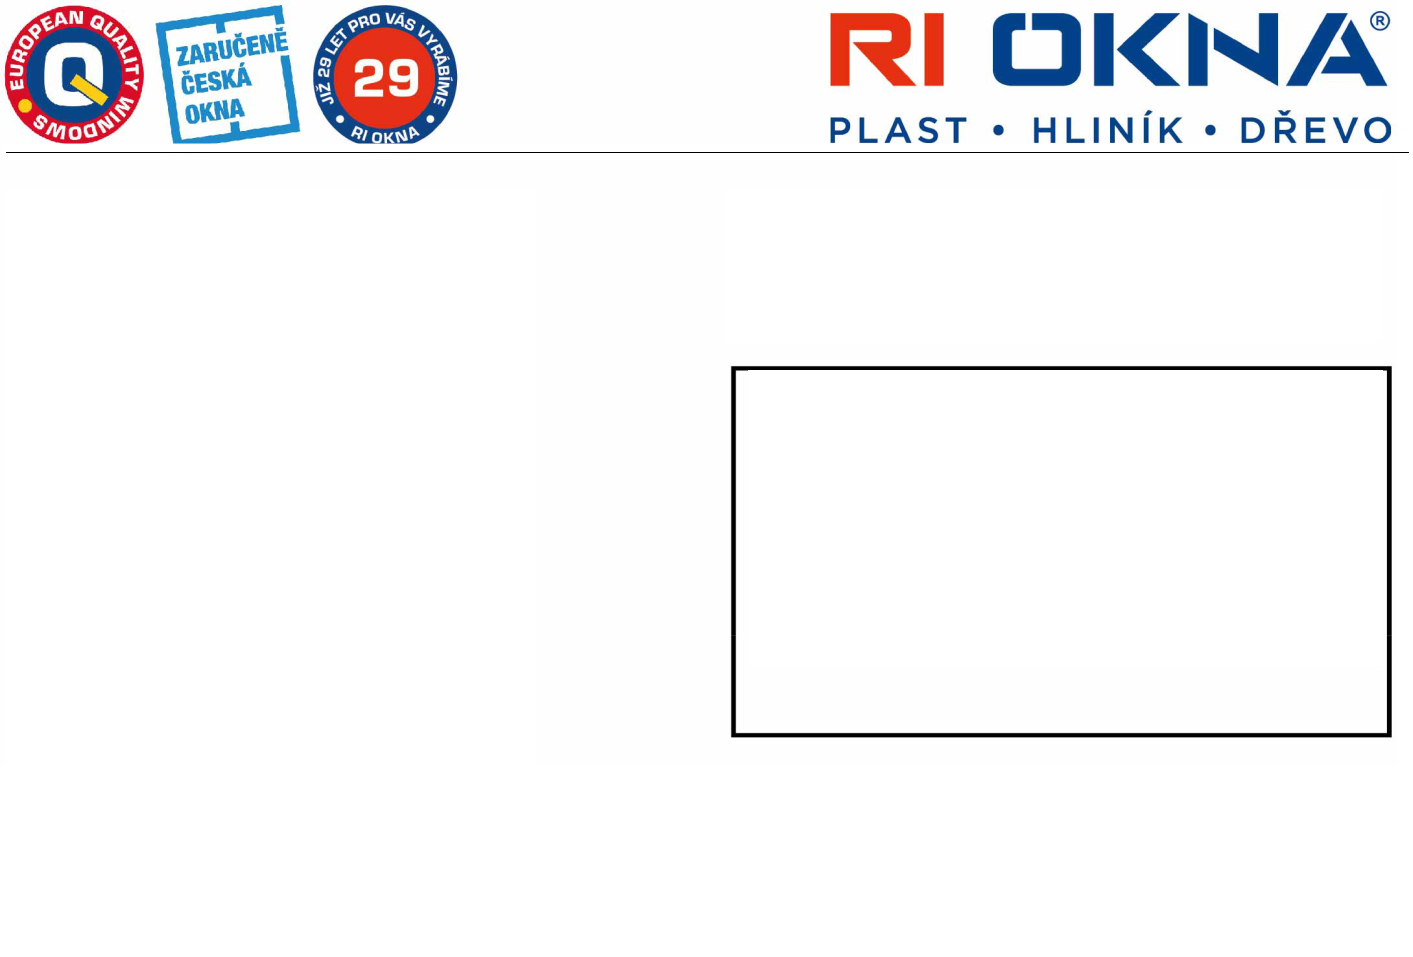 EUROPEAN QUALITY WINDOWS
Q
ZARUČENĚ
ČESKÁ
OKNA
JIŽ 29 LET PRO VÁS VYRÁBÍME
29
• RI OKNA •
RI OKNA®
PLAST • HLINÍK • DŘEVO